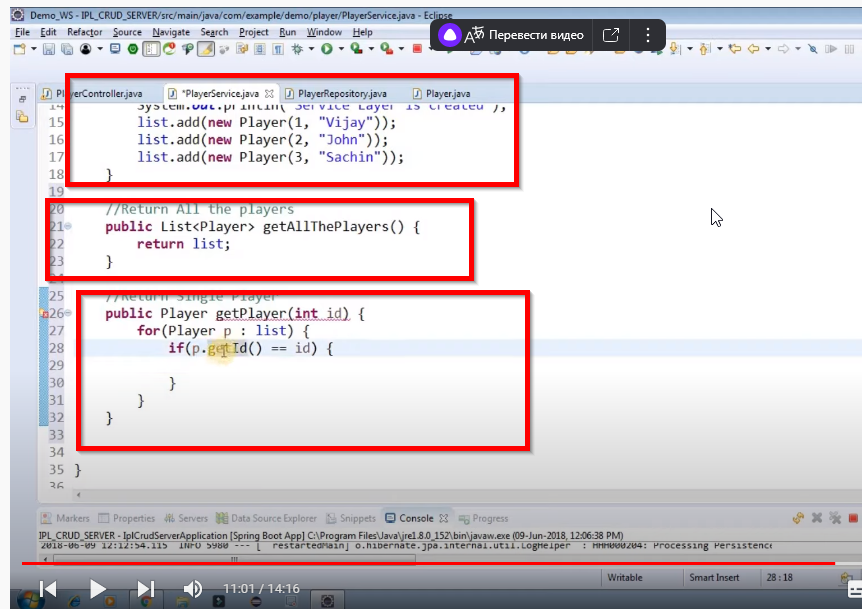 Demo_WS - IPL_CRUD_SERVER/src/main/java/com/example/demo/player/PlayerService.java - Eclipse
Перевести видео
File Edit Refactor Source Navigate Search Project Run Window Help
PlayerController.java *PlayerService.java PlayerRepository.java Player.java
14 System.out.println("Service Layer is created");
15 list.add(new Player(1, "Vijay"));
16 list.add(new Player(2, "John"));
17 list.add(new Player(3, "Sachin"));
18 }
19
20 //Return All the players
21 public List<Player> getAllThePlayers() {
22 return list;
23 }
24
25 //Return Single Player
26 public Player getPlayer(int id) {
27 for(Player p : list) {
28 if(p.getId() == id) {
29
30 }
31 }
32 }
33
34
35 }
36
Markers Properties Servers Data Source Explorer Snippets Console Progress
IPL_CRUD_SERVER - IplCrudServerApplication [Spring Boot App] C:\Program Files\Java\jre1.8.0_152\bin\javaw.exe (09-Jun-2018, 12:06:38 PM)
2018-06-09 12:12:54.115 INFO 5980 --- [ restartedMain] o.hibernate.jpa.internal.util.LogHelper : HHH000204: Processing Persistence
11:01 / 14:16
Writable Smart Insert 28 : 18